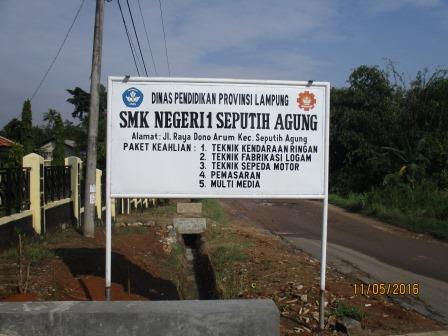 DINAS PENDIDIKAN PROVINSI LAMPUNG
SMK NEGERI 1 SEPUTIH AGUNG
Alamat: Jl. Raya Dono Arum Kec. Seputih Agung
PAKET KEAHLIAN : 1. TEKNIK KENDARAAN RINGAN
2. TEKNIK FABRIKASI LOGAM
3. TEKNIK SEPEDA MOTOR
4. PEMASARAN
5. MULTI MEDIA
11/05/2016